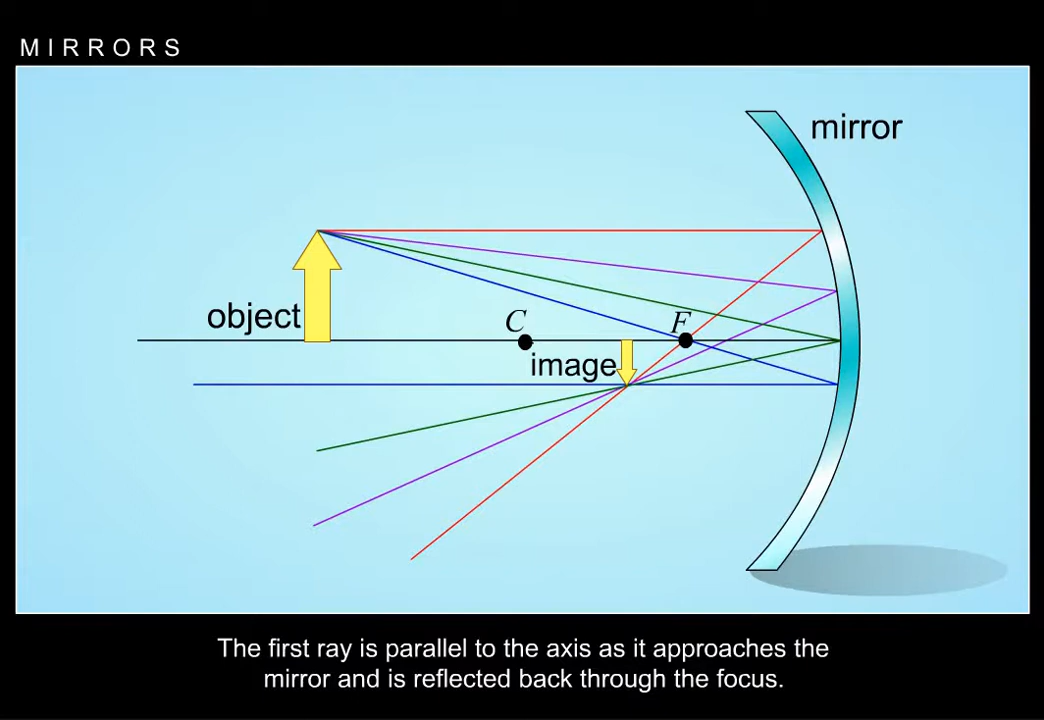 MIRRORS
mirror
object
C
F
image
The first ray is parallel to the axis as it approaches the
mirror and is reflected back through the focus.